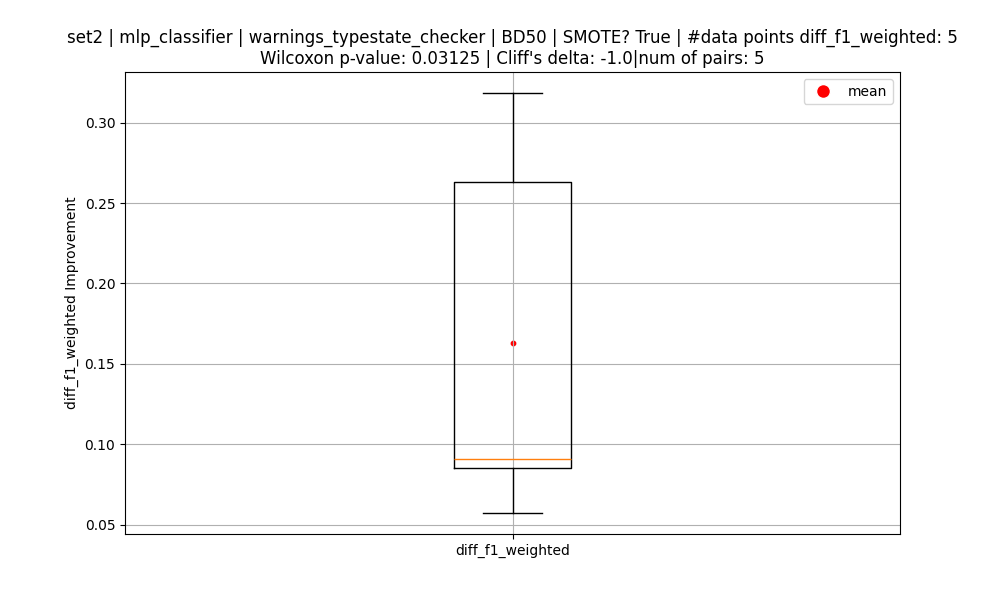 set2 | mlp_classifier | warnings_typestate_checker | BD50 | SMOTE? True | #data points diff_f1_weighted: 5
Wilcoxon p-value: 0.03125 | Cliff's delta: -1.0|num of pairs: 5
mean
0.30
0.25
0.20
0.15
0.10
0.05
diff_f1_weighted Improvement
diff_f1_weighted